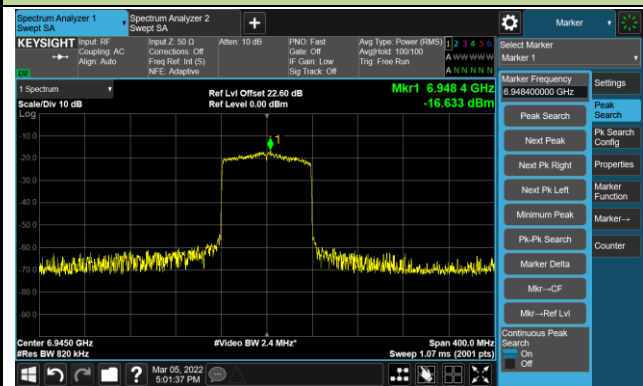 Spectrum Analyzer 1
Swept SA
Spectrum Analyzer 2
Swept SA
+
Marker
KEYSIGHT
Input: RF
Coupling: AC
Align: Auto
Input Z: 50 Ω
Corrections: Off
Freq Ref: Int (S)
NFE: Adaptive
Atten: 10 dB
PNO: Fast
Gate: Off
IF Gain: Low
Sig Track: Off
Avg Type: Power (RMS)
Avg|Hold: 100/100
Trig: Free Run
1 2 3 4 5 6
A W W W W W
A N N N N N
Select Marker
Marker 1
1 Spectrum
Scale/Div 10 dB
Log
Ref Lvl Offset 22.60 dB
Ref Level 0.00 dBm
Mkr1 6.948 4 GHz
-16.633 dBm
-10.0
-20.0
-30.0
-40.0
-50.0
-60.0
-70.0
-80.0
-90.0
1
Center 6.9450 GHz
#Res BW 820 kHz
#Video BW 2.4 MHz*
Span 400.0 MHz
Sweep 1.07 ms (2001 pts)
Marker Frequency
6.948400000 GHz
Peak Search
Next Peak
Next Pk Right
Next Pk Left
Minimum Peak
Pk-Pk Search
Marker Delta
Mkr→CF
Mkr→Ref Lvl
Continuous Peak
Search
On
Off
Settings
Peak
Search
Pk Search
Config
Properties
Marker
Function
Marker→
Counter
?
Mar 05, 2022
5:01:37 PM